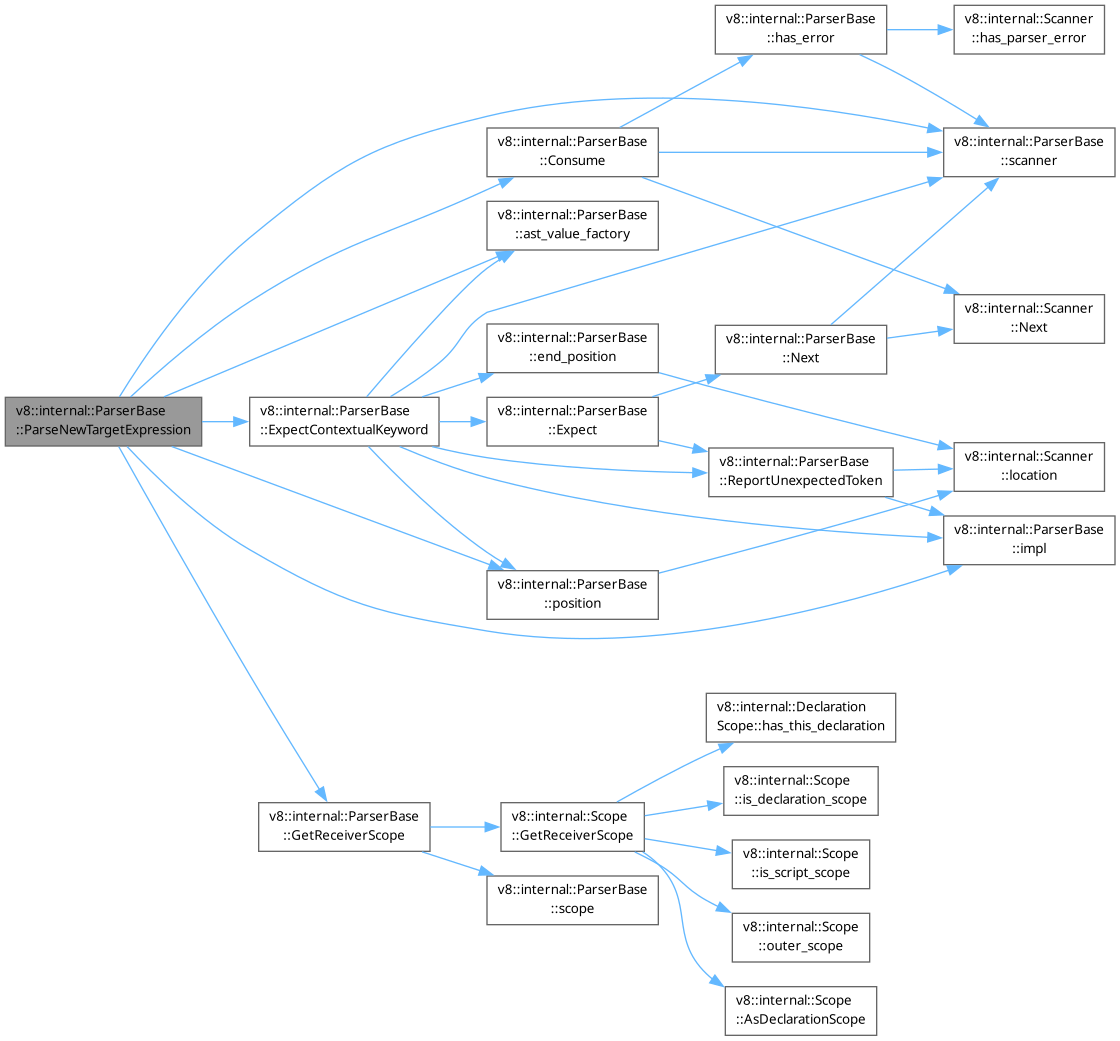 v8::internal::ParserBase
::has_error
v8::internal::Scanner
::has_parser_error
v8::internal::ParserBase
::Consume
v8::internal::ParserBase
::scanner
v8::internal::ParserBase
::ast_value_factory
v8::internal::Scanner
::Next
v8::internal::ParserBase
::end_position
v8::internal::ParserBase
::Next
v8::internal::ParserBase
::ParseNewTargetExpression
v8::internal::ParserBase
::ExpectContextualKeyword
v8::internal::ParserBase
::Expect
v8::internal::ParserBase
::ReportUnexpectedToken
v8::internal::Scanner
::location
v8::internal::ParserBase
::impl
v8::internal::ParserBase
::position
v8::internal::Declaration
Scope::has_this_declaration
v8::internal::Scope
::is_declaration_scope
v8::internal::ParserBase
::GetReceiverScope
v8::internal::Scope
::GetReceiverScope
v8::internal::Scope
::is_script_scope
v8::internal::ParserBase
::scope
v8::internal::Scope
::outer_scope
v8::internal::Scope
::AsDeclarationScope